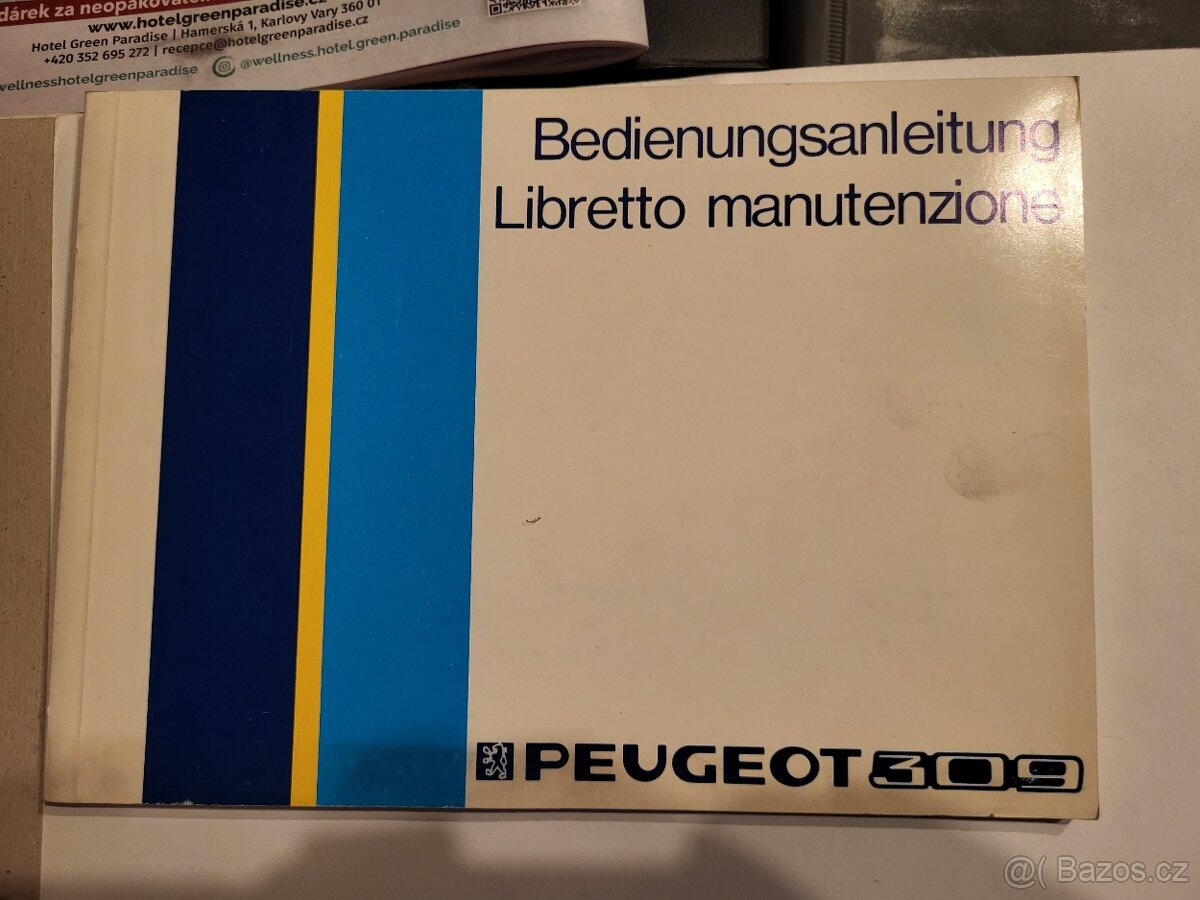 dárek za neopakovateln
www.hotelgreenparadise.cz
Hotel Green Paradise | Hamerská 1, Karlovy Vary 360 01
+420 352 695 272 | recepce@hotelgreenparadise.cz
wellnesshotelgreenparadise @wellness.hotel.green.paradise
Bedienungsanleitung
Libretto manutenzione
PEUGEOT 309
@( Bazos.cz